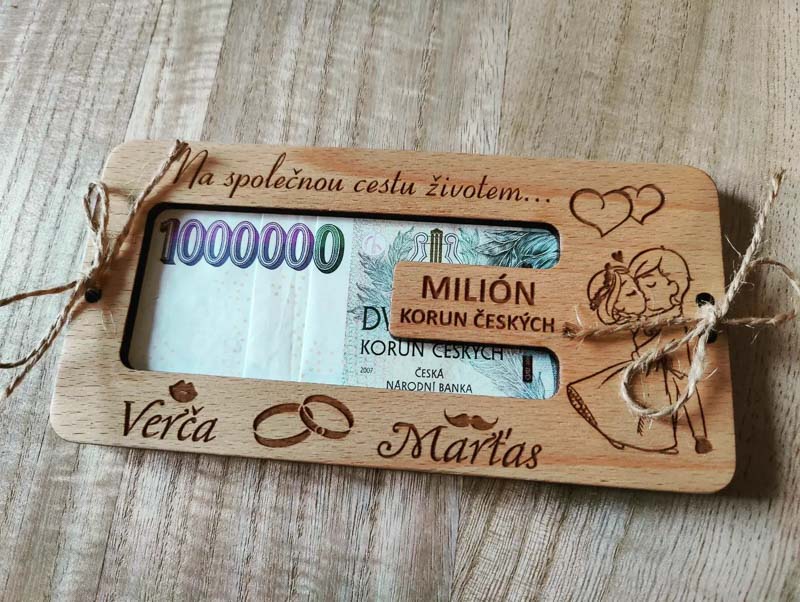 Na společnou cestu životem...
1000000
MILIÓN
KORUN ČESKÝCH
DV
KORUN ČESKÝCH
2007
ČESKÁ
NÁRODNÍ BANKA
Verča
Marťas